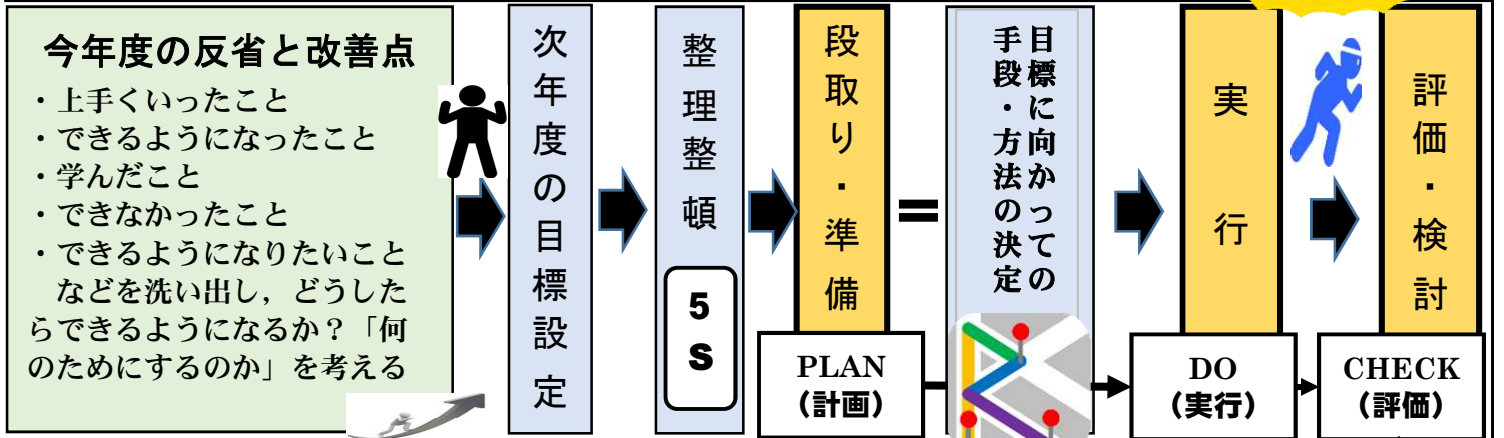 今年度の反省と改善点
・上手くいったこと
・できるようになったこと
・学んだこと
・できなかったこと
・できるようになりたいこと
などを洗い出し，どうした
らできるようになるか？「何
のためにするのか」を考える
次年度の目標設定
整理整頓
5
S
段取り・準備
PLAN
（計画）
＝
目標に向かっての
手段・方法の決定
実行
DO
（実行）
評価・検討
CHECK
（評価）